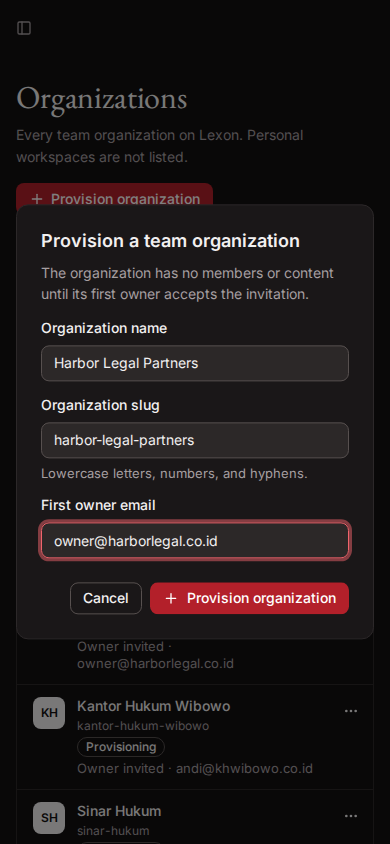 Organizations
Every team organization on Lexon. Personal
workspaces are not listed.
Provision organization
Provision a team organization
The organization has no members or content
until its first owner accepts the invitation.
Organization name
Harbor Legal Partners
Organization slug
harbor-legal-partners
Lowercase letters, numbers, and hyphens.
First owner email
owner@harborlegal.co.id
Cancel
Provision organization
Owner invited ·
owner@harborlegal.co.id
KH
Kantor Hukum Wibowo
kantor-hukum-wibowo
Provisioning
Owner invited · andi@khwibowo.co.id
SH
Sinar Hukum
sinar-hukum